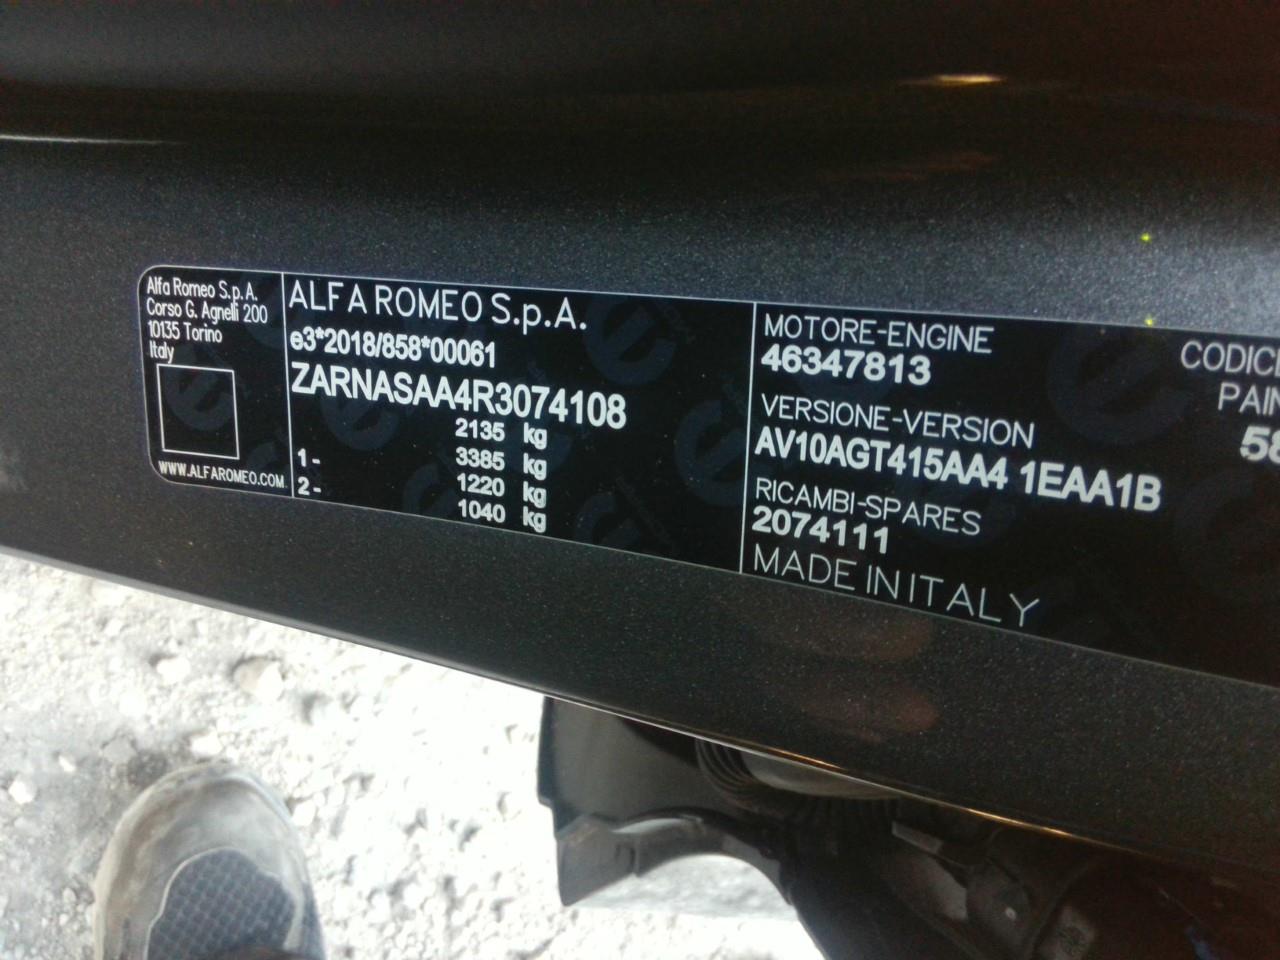 Alfa Romeo S.p.A.
Corso G. Agnelli 200
10135 Torino
Italy
WWW.ALFAROMEO.COM
ALFA ROMEO S.p.A.
e3*2018/858*00061
ZARNASAA4R3074108
2135 kg
3385 kg
1 - 1220 kg
2 - 1040 kg
MOTORE-ENGINE
46347813
VERSIONE-VERSION
AV10AGT415AA4 1EAA1B
RICAMBI-SPARES
2074111
MADE IN ITALY
CODICE
PAIN
58